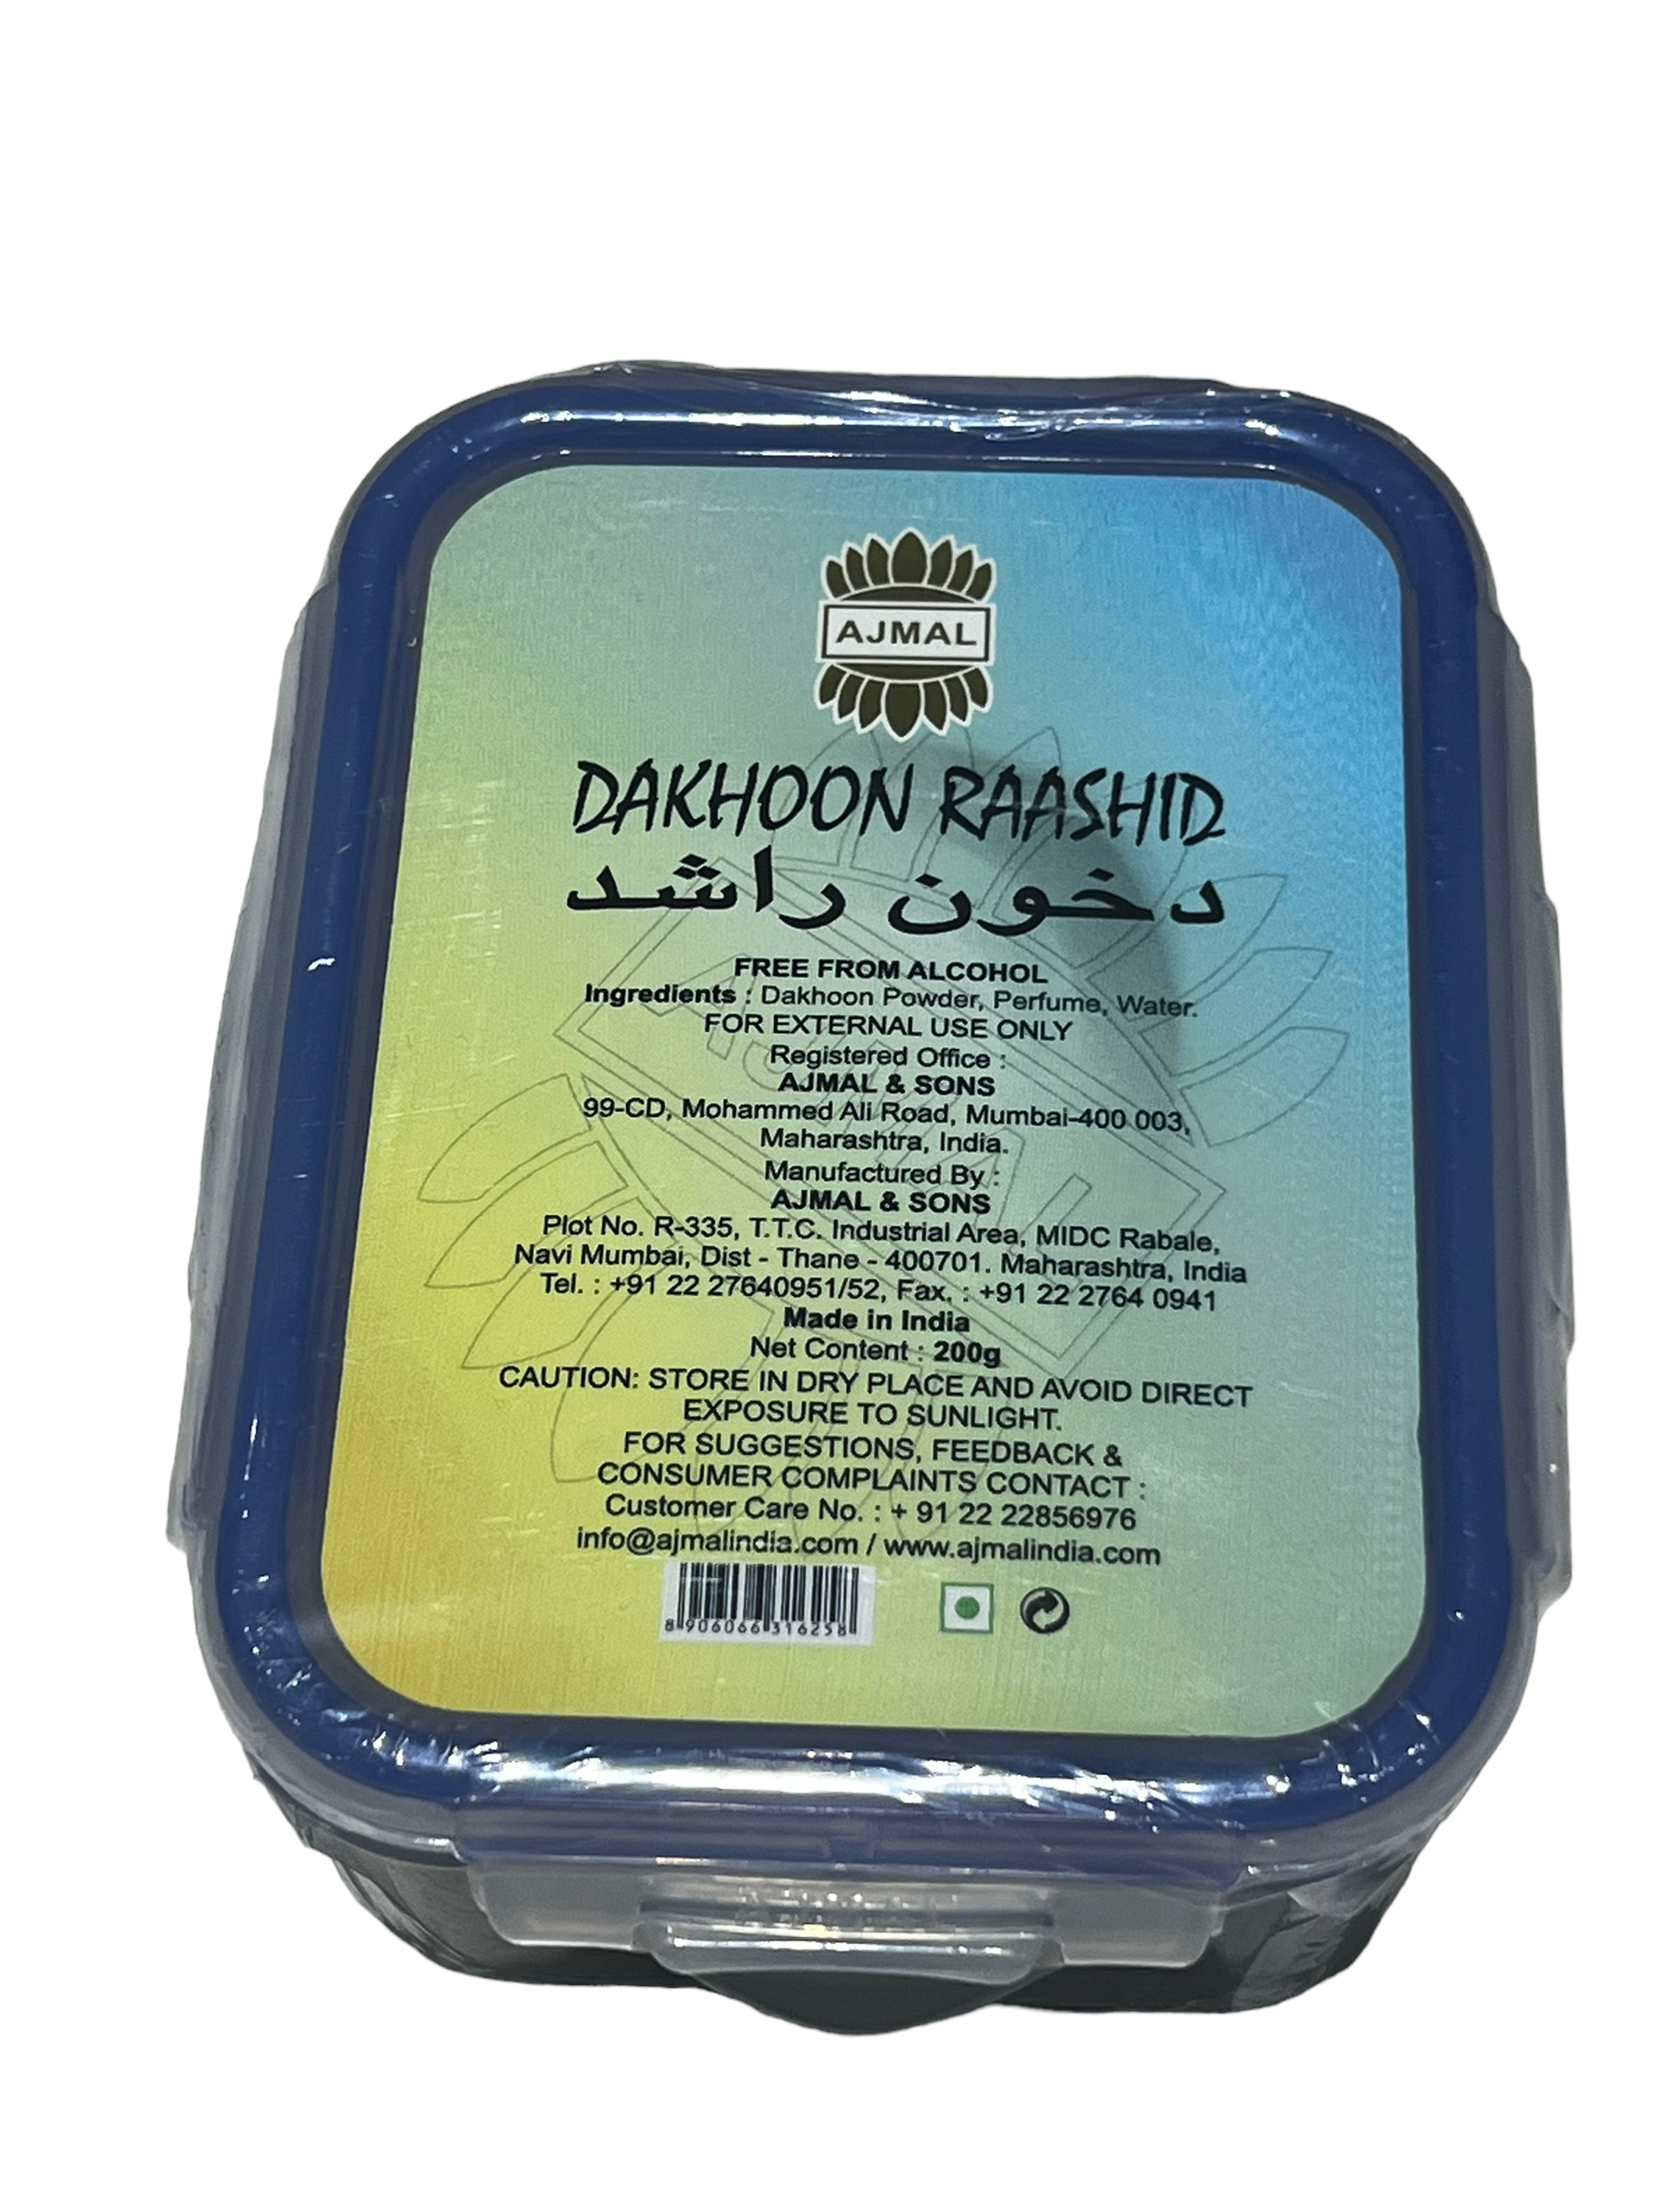 AJMAL
DAKHOON RAASHID
دخون راشد
FREE FROM ALCOHOL
Ingredients : Dakhoon Powder, Perfume, Water.
FOR EXTERNAL USE ONLY
Registered Office :
AJMAL & SONS
99-CD, Mohammed Ali Road, Mumbai-400 003,
Maharashtra, India.
Manufactured By :
AJMAL & SONS
Plot No. R-335, T.T.C. Industrial Area, MIDC Rabale,
Navi Mumbai, Dist - Thane - 400701. Maharashtra, India
Tel. : +91 22 27640951/52, Fax. : +91 22 2764 0941
Made in India
Net Content : 200g
CAUTION: STORE IN DRY PLACE AND AVOID DIRECT
EXPOSURE TO SUNLIGHT.
FOR SUGGESTIONS, FEEDBACK &
CONSUMER COMPLAINTS CONTACT :
Customer Care No. : + 91 22 22856976
info@ajmalindia.com / www.ajmalindia.com
8 906066 316258